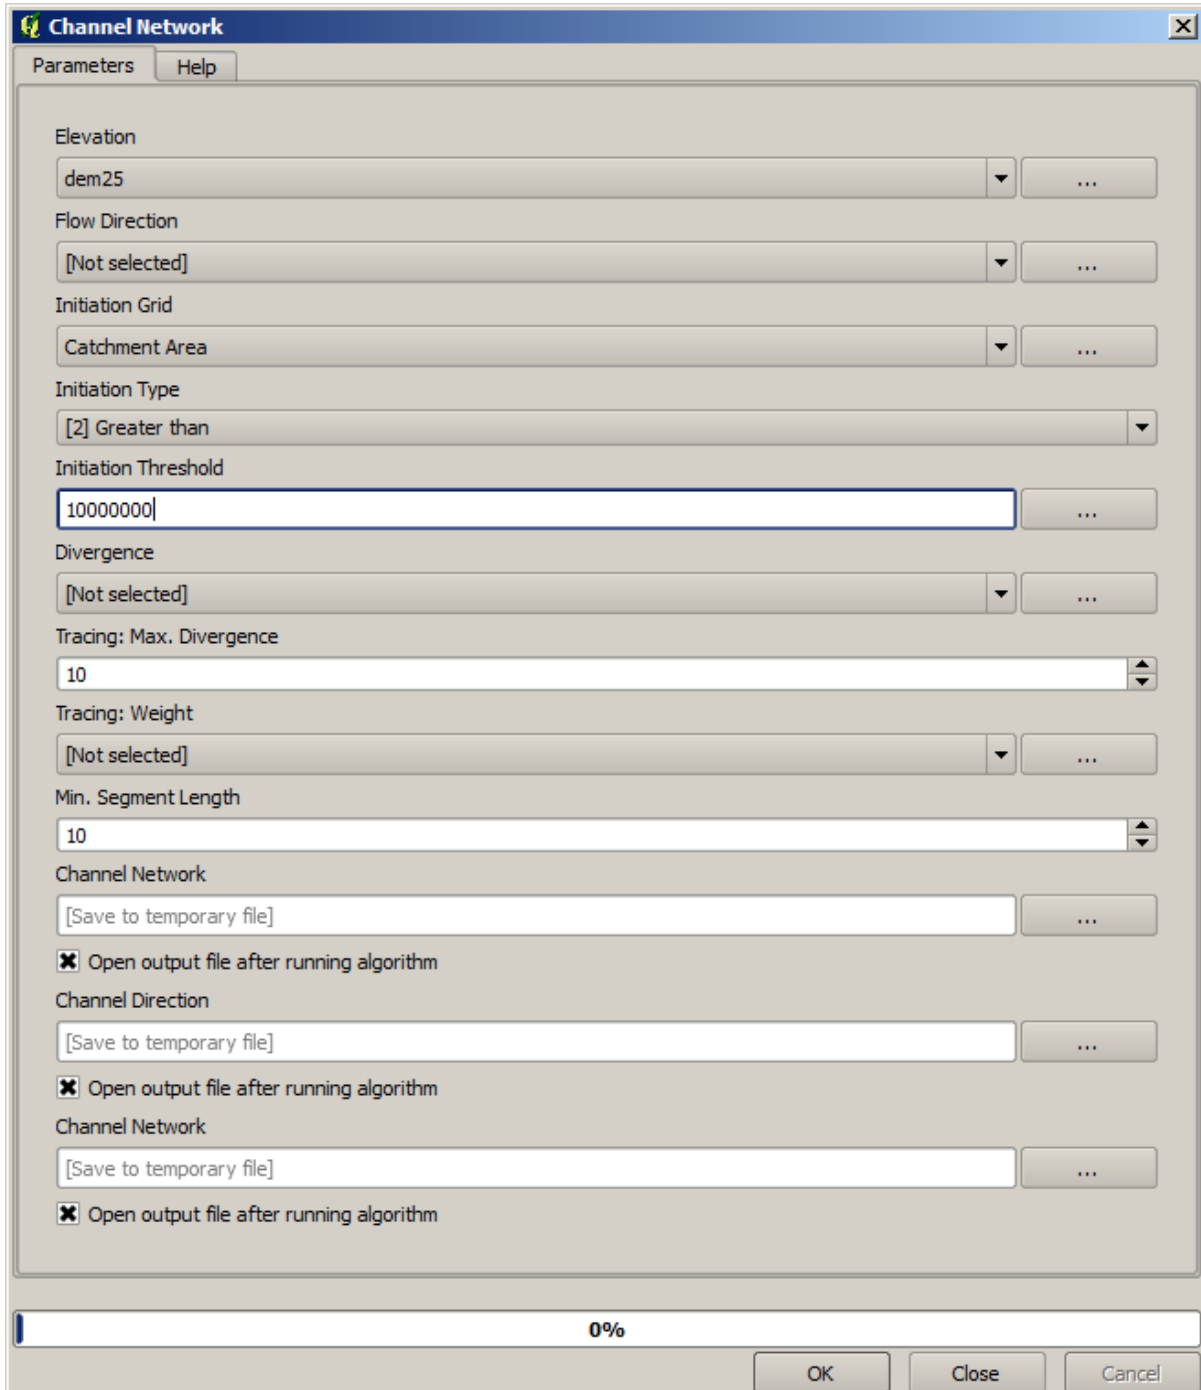 Channel Network
Parameters Help
Elevation
dem25 ...
Flow Direction
[Not selected] ...
Initiation Grid
Catchment Area ...
Initiation Type
[2] Greater than
Initiation Threshold
10000000 ...
Divergence
[Not selected] ...
Tracing: Max. Divergence
10
Tracing: Weight
[Not selected] ...
Min. Segment Length
10
Channel Network
[Save to temporary file] ...
Open output file after running algorithm
Channel Direction
[Save to temporary file] ...
Open output file after running algorithm
Channel Network
[Save to temporary file] ...
Open output file after running algorithm
0%
OK Close Cancel